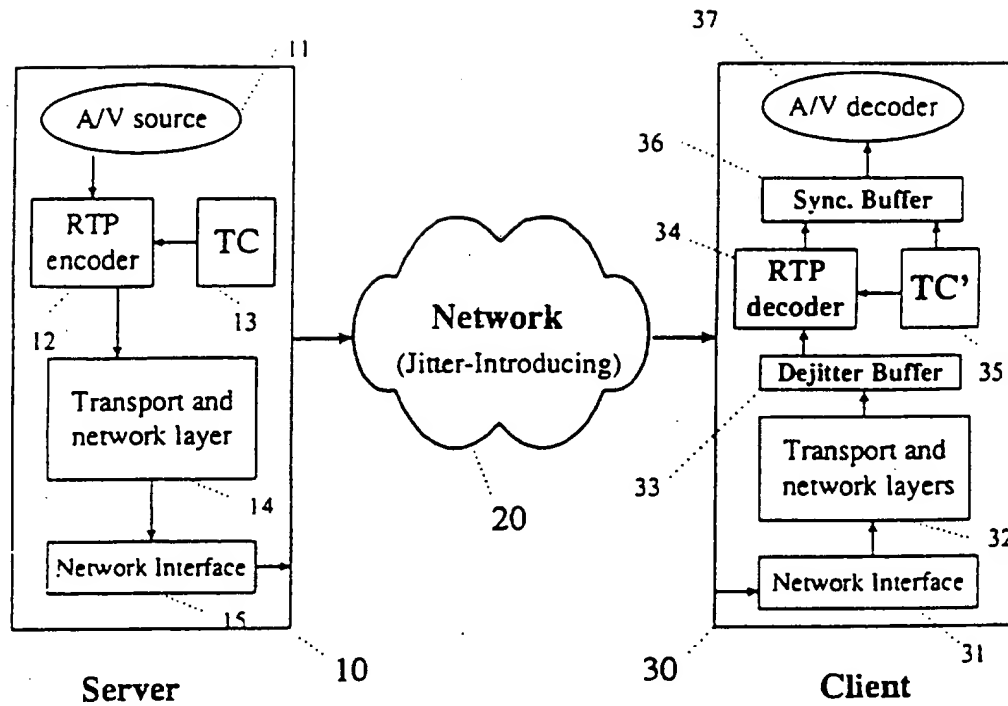 11
A/V source
RTP
encoder
TC
12
13
Transport and
network layer
14
Network Interface
15
10
Server
Network
(Jitter-Introducing)
20
37
A/V decoder
36
Sync. Buffer
34
RTP
decoder
TC'
35
Dejitter Buffer
33
Transport and
network layers
32
Network Interface
30
31
Client